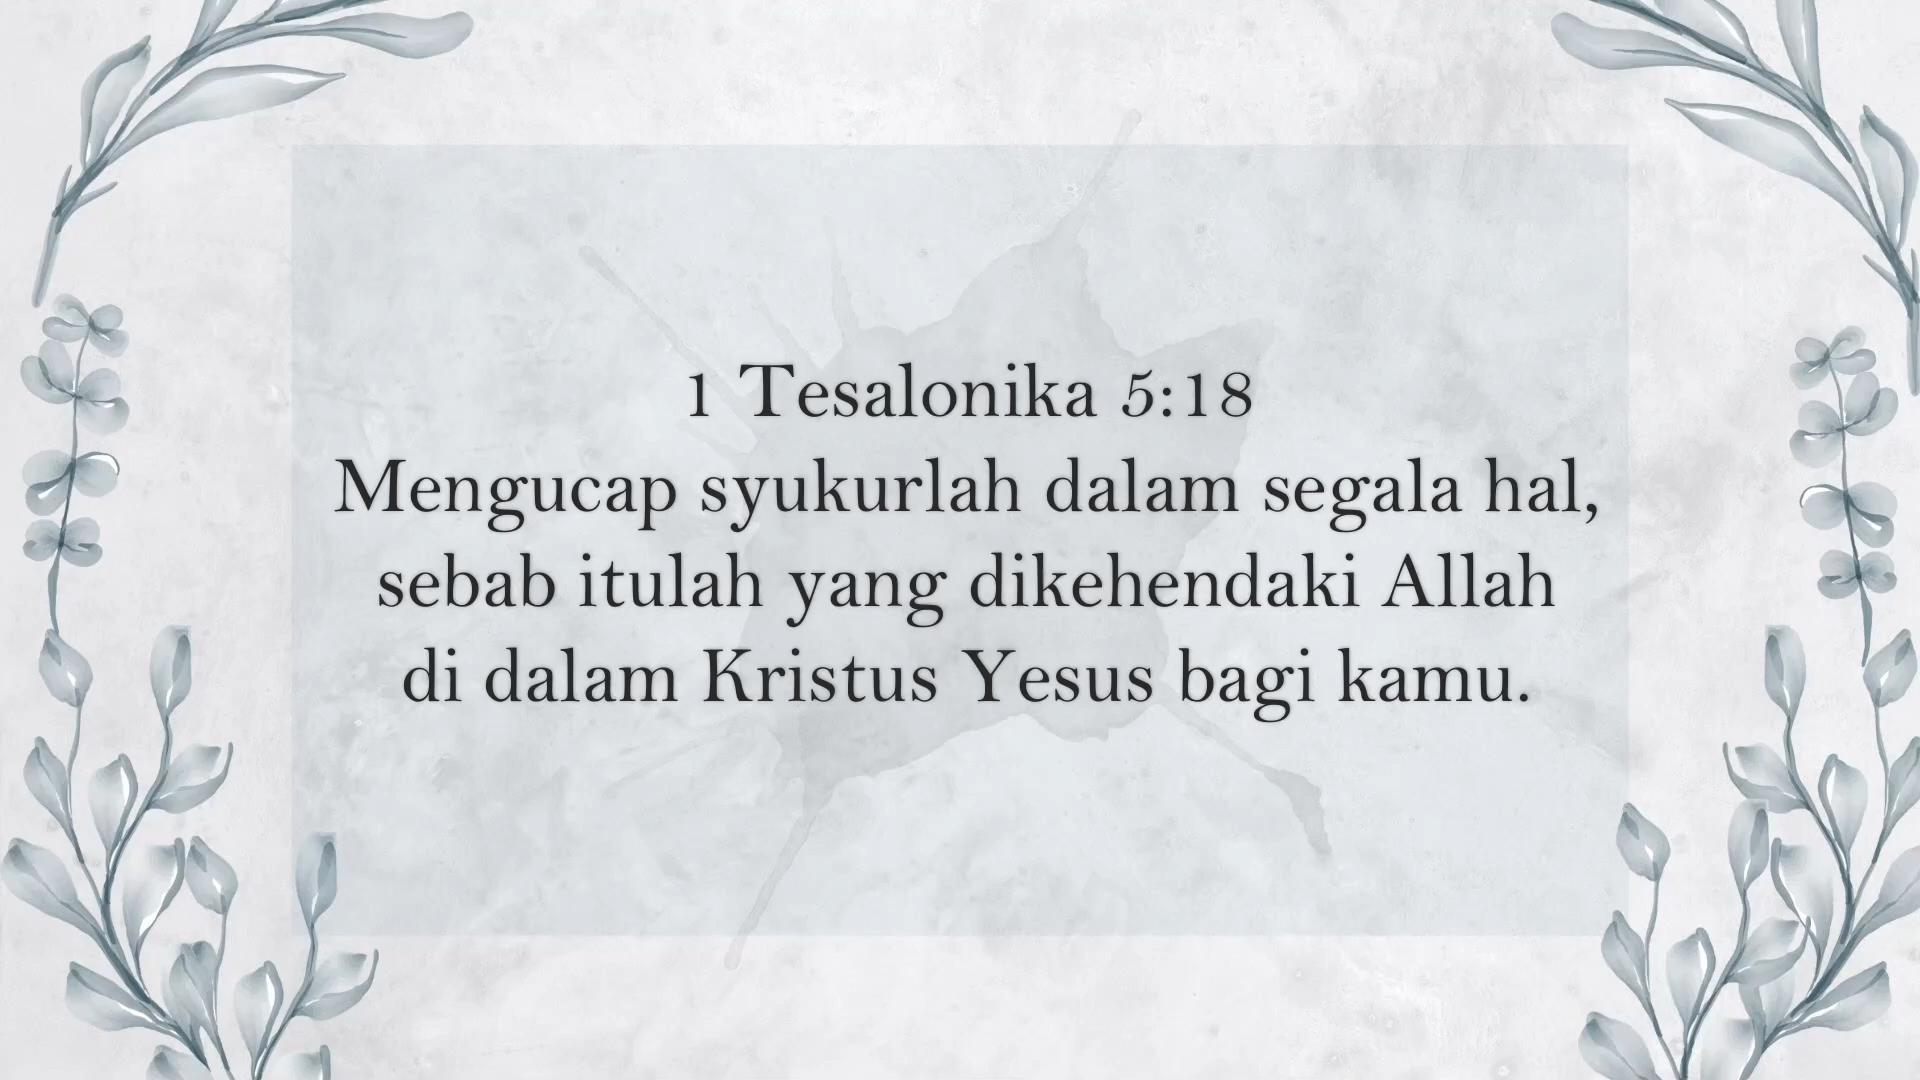 1 Tesalonika 5:18
Mengucap syukurlah dalam segala hal,
sebab itulah yang dikehendaki Allah
di dalam Kristus Yesus bagi kamu.